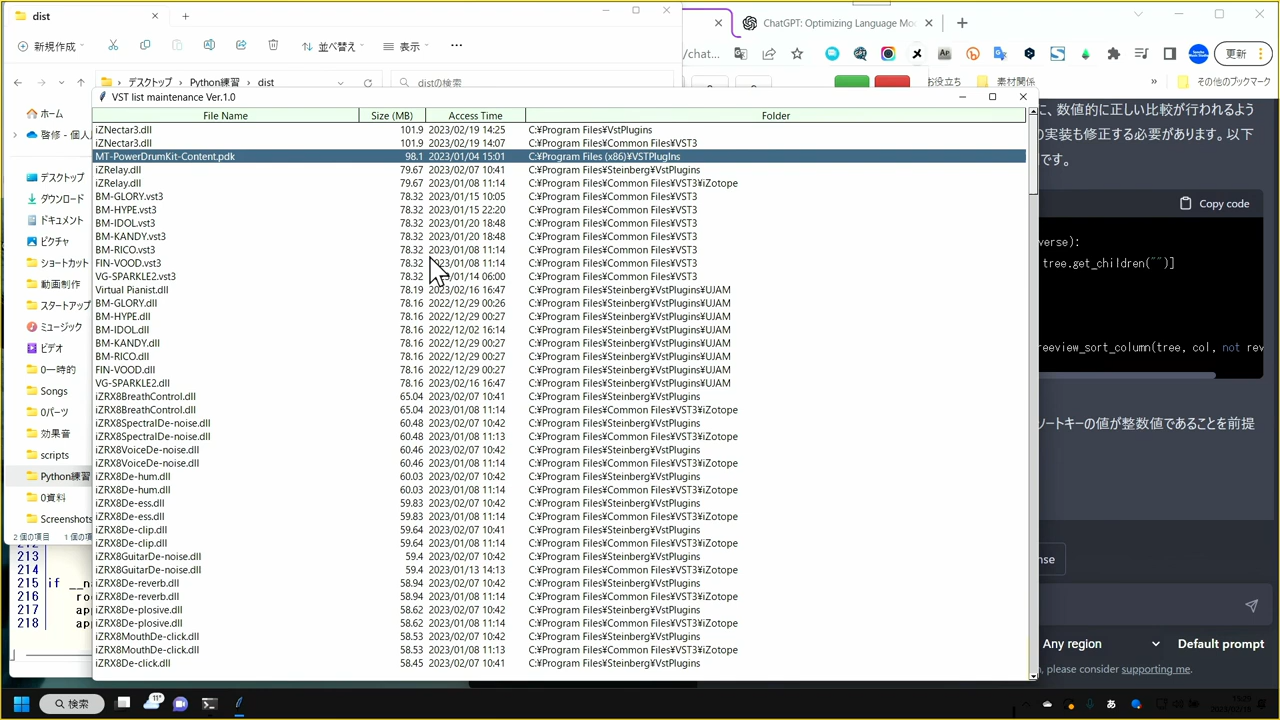 dist
ChatGPT: Optimizing Language Mo
新規作成
並べ替え
表示
/chat...
更新
デスクトップ
Python練習
dist
distの検索
お役立ち
素材関係
その他のブックマーク
VST list maintenance Ver.1.0
File Name Size (MB) Access Time Folder
iZNectar3.dll 101.9 2023/02/19 14:25 C:¥Program Files¥VstPlugins
iZNectar3.dll 101.9 2023/02/19 14:07 C:¥Program Files¥Common Files¥VST3
MT-PowerDrumKit-Content.pdk 98.1 2023/01/04 15:01 C:¥Program Files (x86)¥VSTPlugIns
iZRelay.dll 79.67 2023/02/07 10:41 C:¥Program Files¥Steinberg¥VstPlugins
iZRelay.dll 79.67 2023/01/08 11:14 C:¥Program Files¥Common Files¥VST3¥iZotope
BM-GLORY.vst3 78.32 2023/01/15 10:05 C:¥Program Files¥Common Files¥VST3
BM-HYPE.vst3 78.32 2023/01/15 22:20 C:¥Program Files¥Common Files¥VST3
BM-IDOL.vst3 78.32 2023/01/20 18:48 C:¥Program Files¥Common Files¥VST3
BM-KANDY.vst3 78.32 2023/01/20 18:48 C:¥Program Files¥Common Files¥VST3
BM-RICO.vst3 78.32 2023/01/08 11:14 C:¥Program Files¥Common Files¥VST3
FIN-VOOD.vst3 78.32 2023/01/08 11:14 C:¥Program Files¥Common Files¥VST3
VG-SPARKLE2.vst3 78.32 /01/14 06:00 C:¥Program Files¥Common Files¥VST3
Virtual Pianist.dll 78.19 2023/02/16 16:47 C:¥Program Files¥Steinberg¥VstPlugins¥UJAM
BM-GLORY.dll 78.16 2022/12/29 00:26 C:¥Program Files¥Steinberg¥VstPlugins¥UJAM
BM-HYPE.dll 78.16 2022/12/29 00:27 C:¥Program Files¥Steinberg¥VstPlugins¥UJAM
BM-IDOL.dll 78.16 2022/12/02 16:14 C:¥Program Files¥Steinberg¥VstPlugins¥UJAM
BM-KANDY.dll 78.16 2022/12/29 00:27 C:¥Program Files¥Steinberg¥VstPlugins¥UJAM
BM-RICO.dll 78.16 2022/12/29 00:27 C:¥Program Files¥Steinberg¥VstPlugins¥UJAM
FIN-VOOD.dll 78.16 2022/12/29 00:27 C:¥Program Files¥Steinberg¥VstPlugins¥UJAM
VG-SPARKLE2.dll 78.16 2023/02/16 16:47 C:¥Program Files¥Steinberg¥VstPlugins¥UJAM
iZRX8BreathControl.dll 65.04 2023/02/07 10:41 C:¥Program Files¥Steinberg¥VstPlugins
iZRX8BreathControl.dll 65.04 2023/01/08 11:14 C:¥Program Files¥Common Files¥VST3¥iZotope
iZRX8SpectralDe-noise.dll 60.48 2023/02/07 10:42 C:¥Program Files¥Steinberg¥VstPlugins
iZRX8SpectralDe-noise.dll 60.48 2023/01/08 11:13 C:¥Program Files¥Common Files¥VST3¥iZotope
iZRX8VoiceDe-noise.dll 60.46 2023/02/07 10:42 C:¥Program Files¥Steinberg¥VstPlugins
iZRX8VoiceDe-noise.dll 60.46 2023/01/08 11:14 C:¥Program Files¥Common Files¥VST3¥iZotope
iZRX8De-hum.dll 60.03 2023/02/07 10:42 C:¥Program Files¥Steinberg¥VstPlugins
iZRX8De-hum.dll 60.03 2023/01/08 11:14 C:¥Program Files¥Common Files¥VST3¥iZotope
iZRX8De-ess.dll 59.83 2023/02/07 10:42 C:¥Program Files¥Steinberg¥VstPlugins
iZRX8De-ess.dll 59.83 2023/01/08 11:14 C:¥Program Files¥Common Files¥VST3¥iZotope
iZRX8De-clip.dll 59.64 2023/02/07 10:41 C:¥Program Files¥Steinberg¥VstPlugins
iZRX8De-clip.dll 59.64 2023/01/08 11:14 C:¥Program Files¥Common Files¥VST3¥iZotope
iZRX8GuitarDe-noise.dll 59.4 2023/02/07 10:42 C:¥Program Files¥Steinberg¥VstPlugins
iZRX8GuitarDe-noise.dll 59.4 2023/01/13 14:13 C:¥Program Files¥Common Files¥VST3¥iZotope
iZRX8De-reverb.dll 58.94 2023/02/07 10:42 C:¥Program Files¥Steinberg¥VstPlugins
iZRX8De-reverb.dll 58.94 2023/01/08 11:14 C:¥Program Files¥Common Files¥VST3¥iZotope
iZRX8De-plosive.dll 58.62 2023/02/07 10:42 C:¥Program Files¥Steinberg¥VstPlugins
iZRX8De-plosive.dll 58.62 2023/01/08 11:14 C:¥Program Files¥Common Files¥VST3¥iZotope
iZRX8MouthDe-click.dll 58.53 2023/02/07 10:42 C:¥Program Files¥Steinberg¥VstPlugins
iZRX8MouthDe-click.dll 58.53 2023/01/08 11:13 C:¥Program Files¥Common Files¥VST3¥iZotope
iZRX8De-click.dll 58.45 2023/02/07 10:41 C:¥Program Files¥Steinberg¥VstPlugins
ホーム
啓修 - 個人
デスクトップ
ダウンロード
ドキュメント
ピクチャ
ショートカット
動画制作
スタートアップ
ミュージック
ビデオ
0一時的
Songs
0パーツ
効果音
scripts
Python練習
0資料
Screenshots
2 個の項目 1 個の項
213
214
215 if __na
216 ro
217 ap
218 ap
に、数値的に正しい比較が行われるよう
の実装も修正する必要があります。以下
です。
Copy code
verse):
tree.get_children("")]
reeview_sort_column(tree, col, not rev
ソートキーの値が整数値であることを前提
nse
Any region
Default prompt
, please consider supporting me.
11°
検索
あ